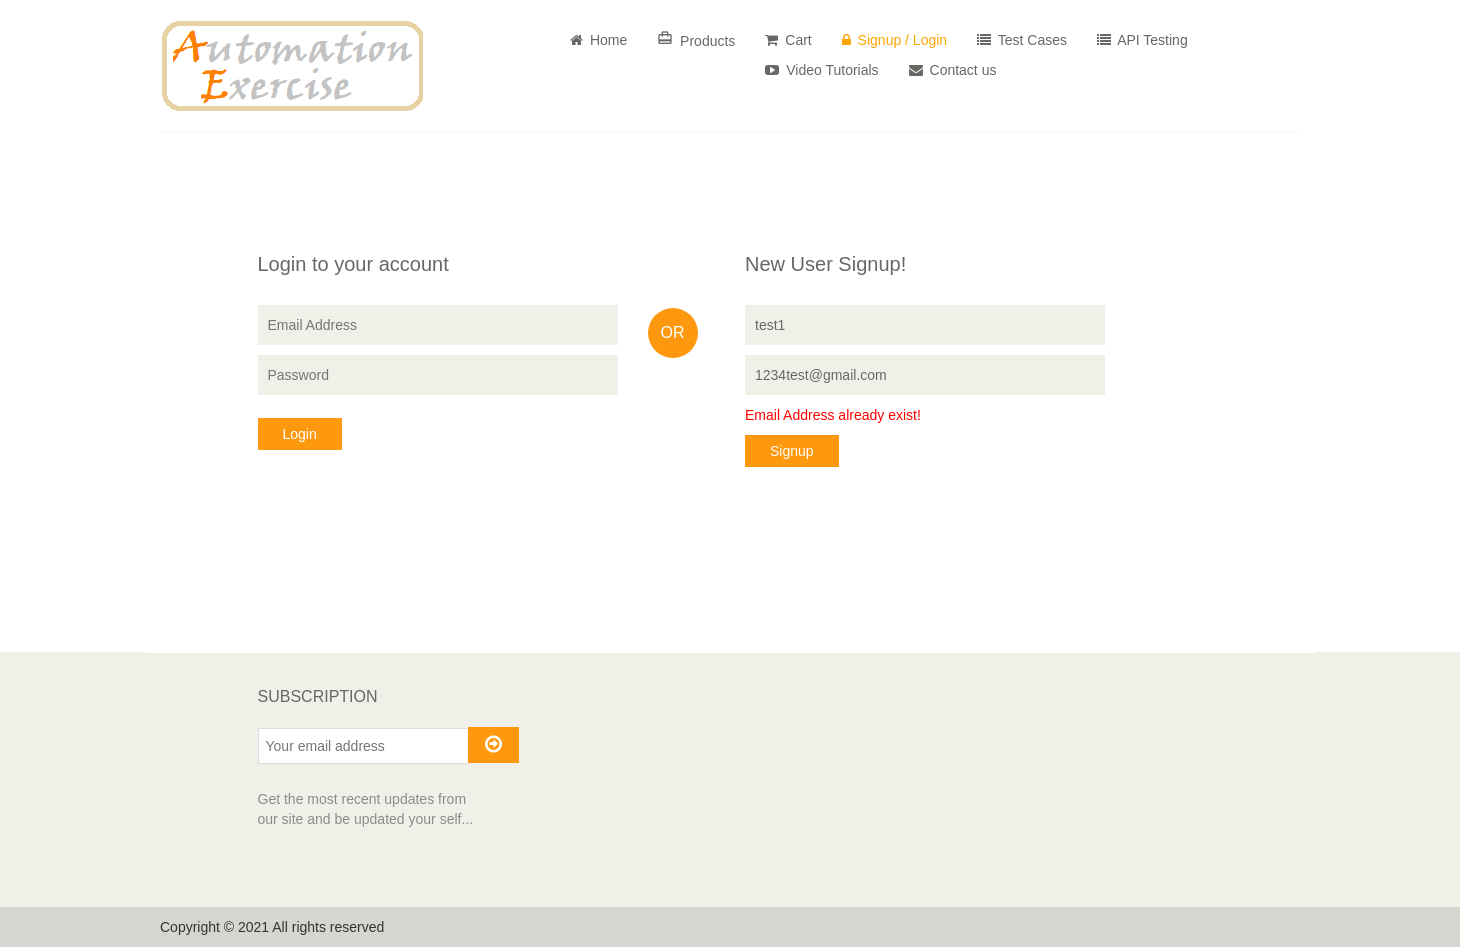 Automation
Exercise
Home
Products
Cart
Signup / Login
Test Cases
API Testing
Video Tutorials
Contact us
Login to your account
Email Address
Password
Login
OR
New User Signup!
test1
1234test@gmail.com
Email Address already exist!
Signup
SUBSCRIPTION
Your email address
Get the most recent updates from
our site and be updated your self...
Copyright © 2021 All rights reserved